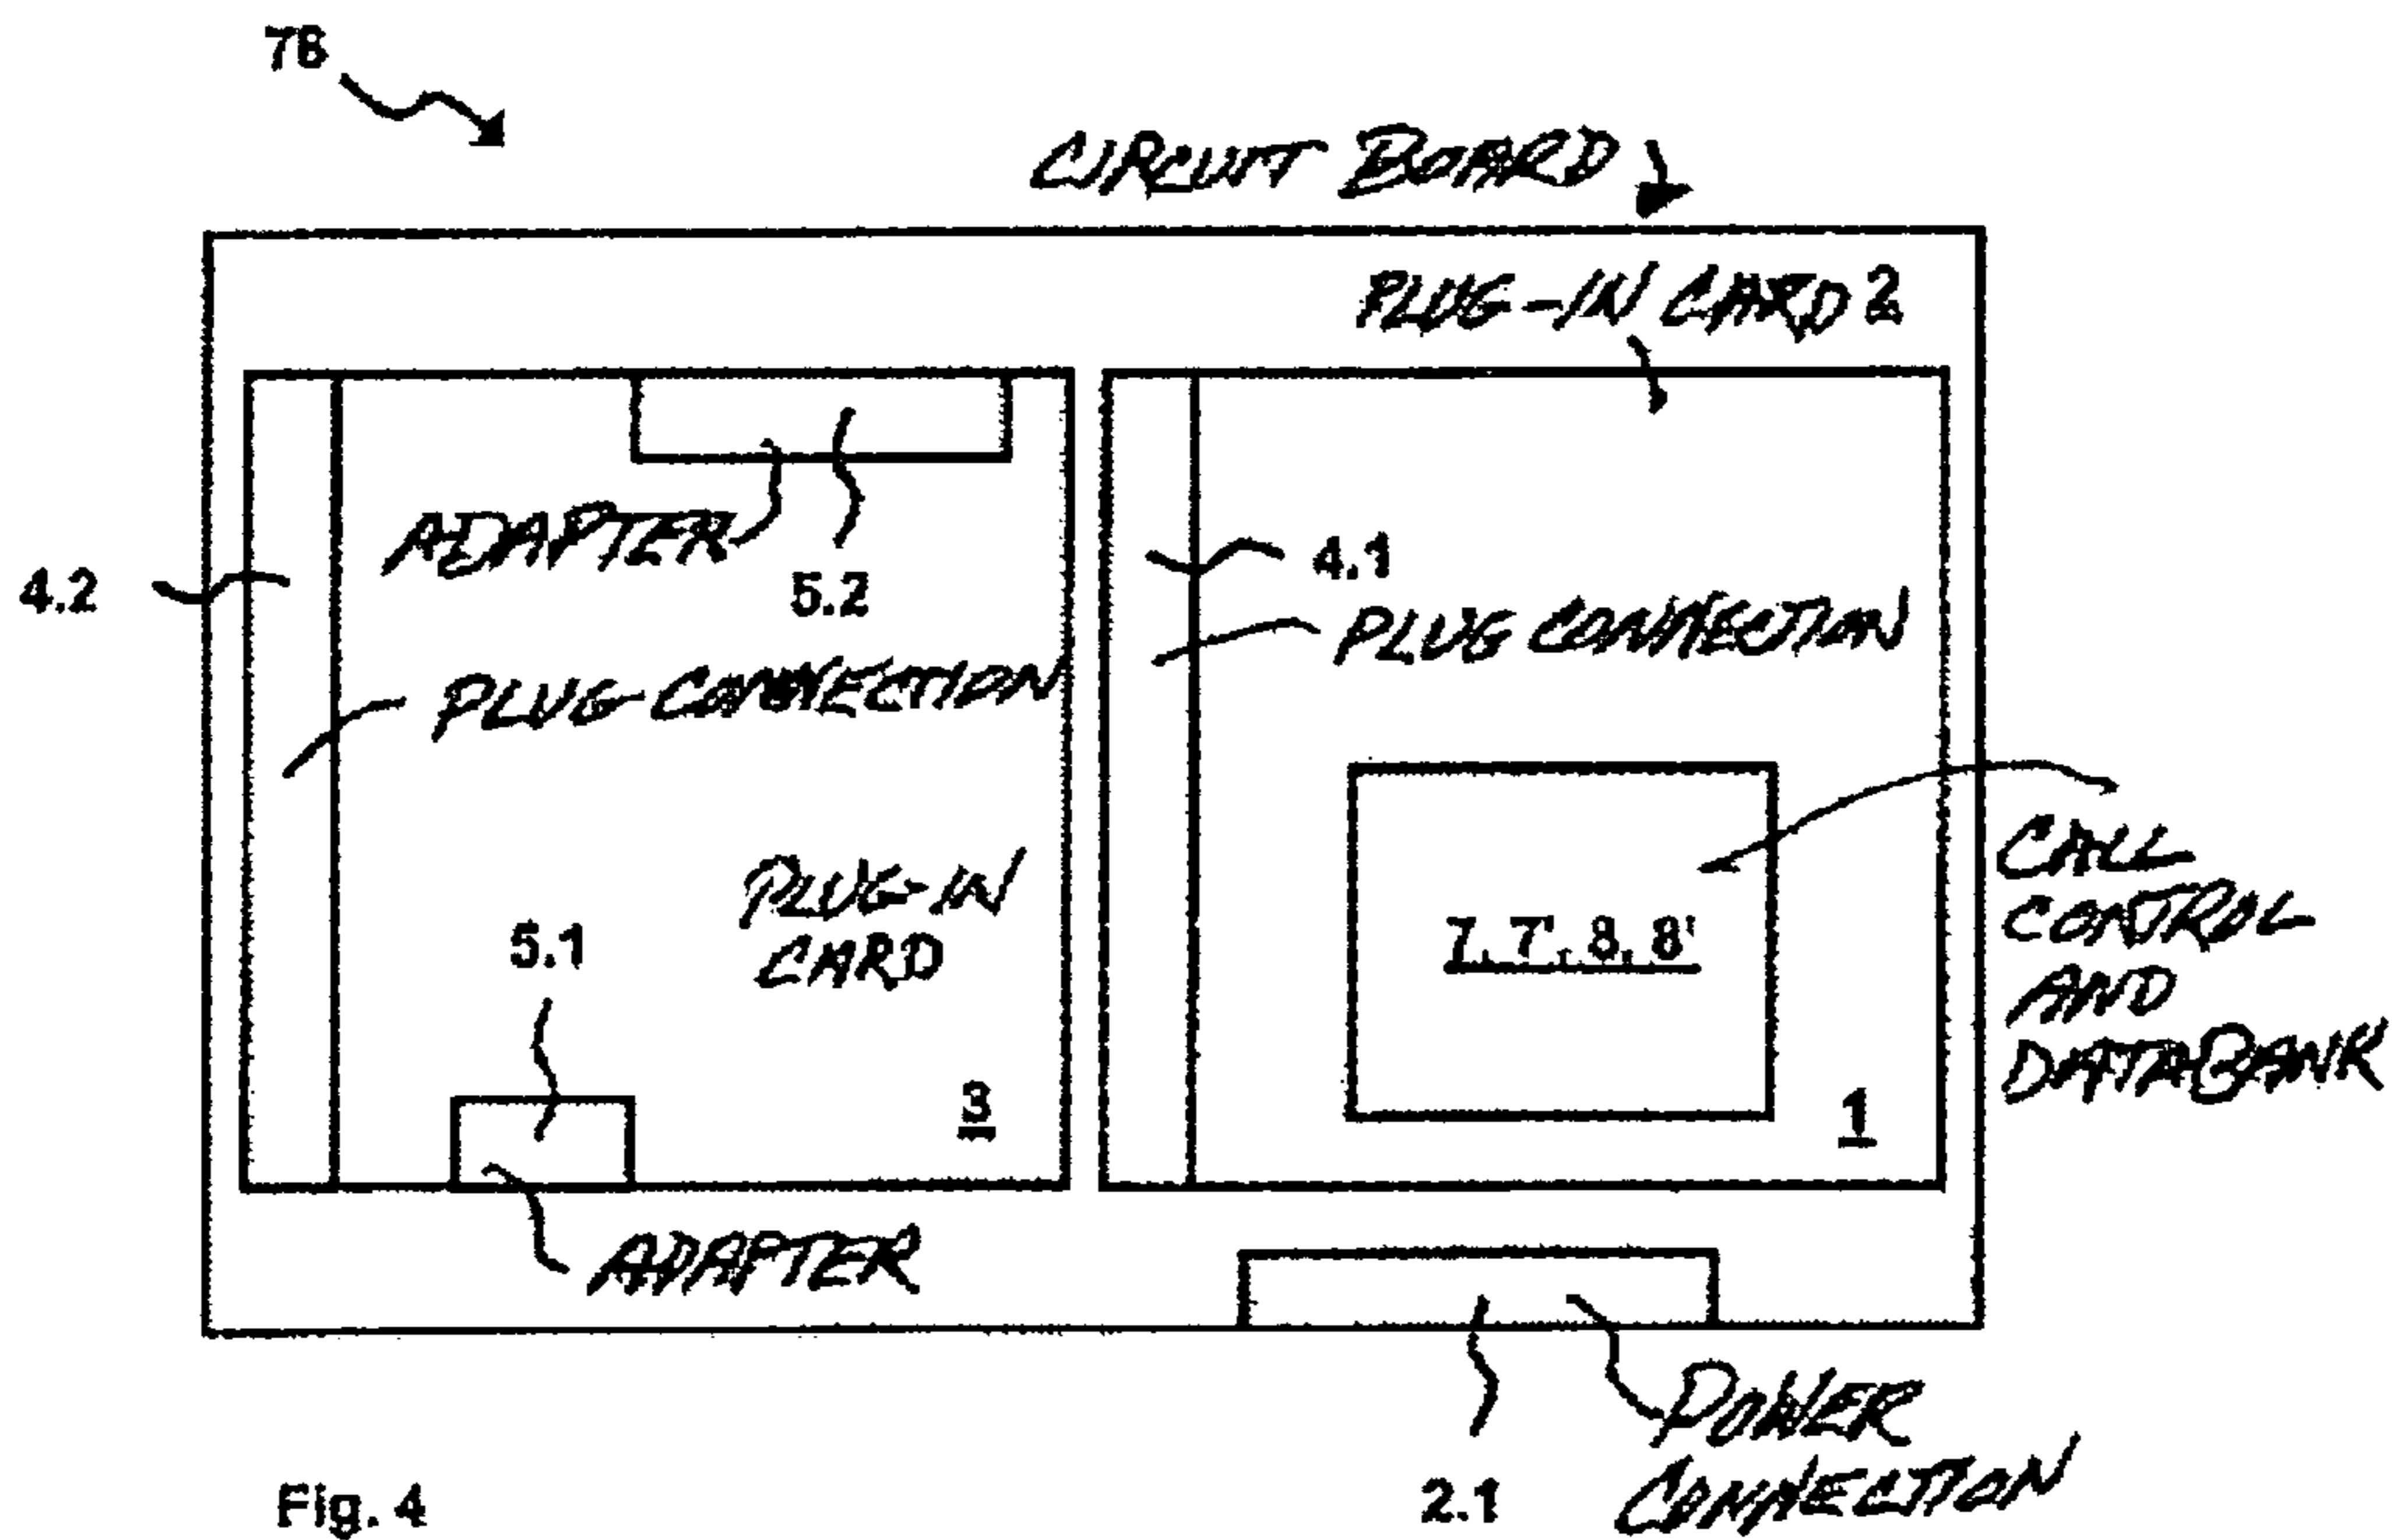 78
CIRCUIT BOARD
PLUG-IN CARD 2
ADAPTER
5.2
4.2
4.1
PLUG CONNECTION
PLUG CONNECTION
PLUG-IN
CARD
5.1
7, 7', 8, 8'
CALL
CONTROL
AND
DATABANK
3
1
ADAPTER
POWER
CONNECTION
2.1
Fig. 4